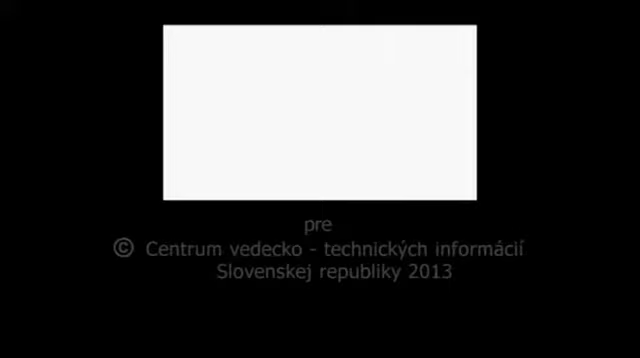 pre
© Centrum vedecko - technických informácií
Slovenskej republiky 2013